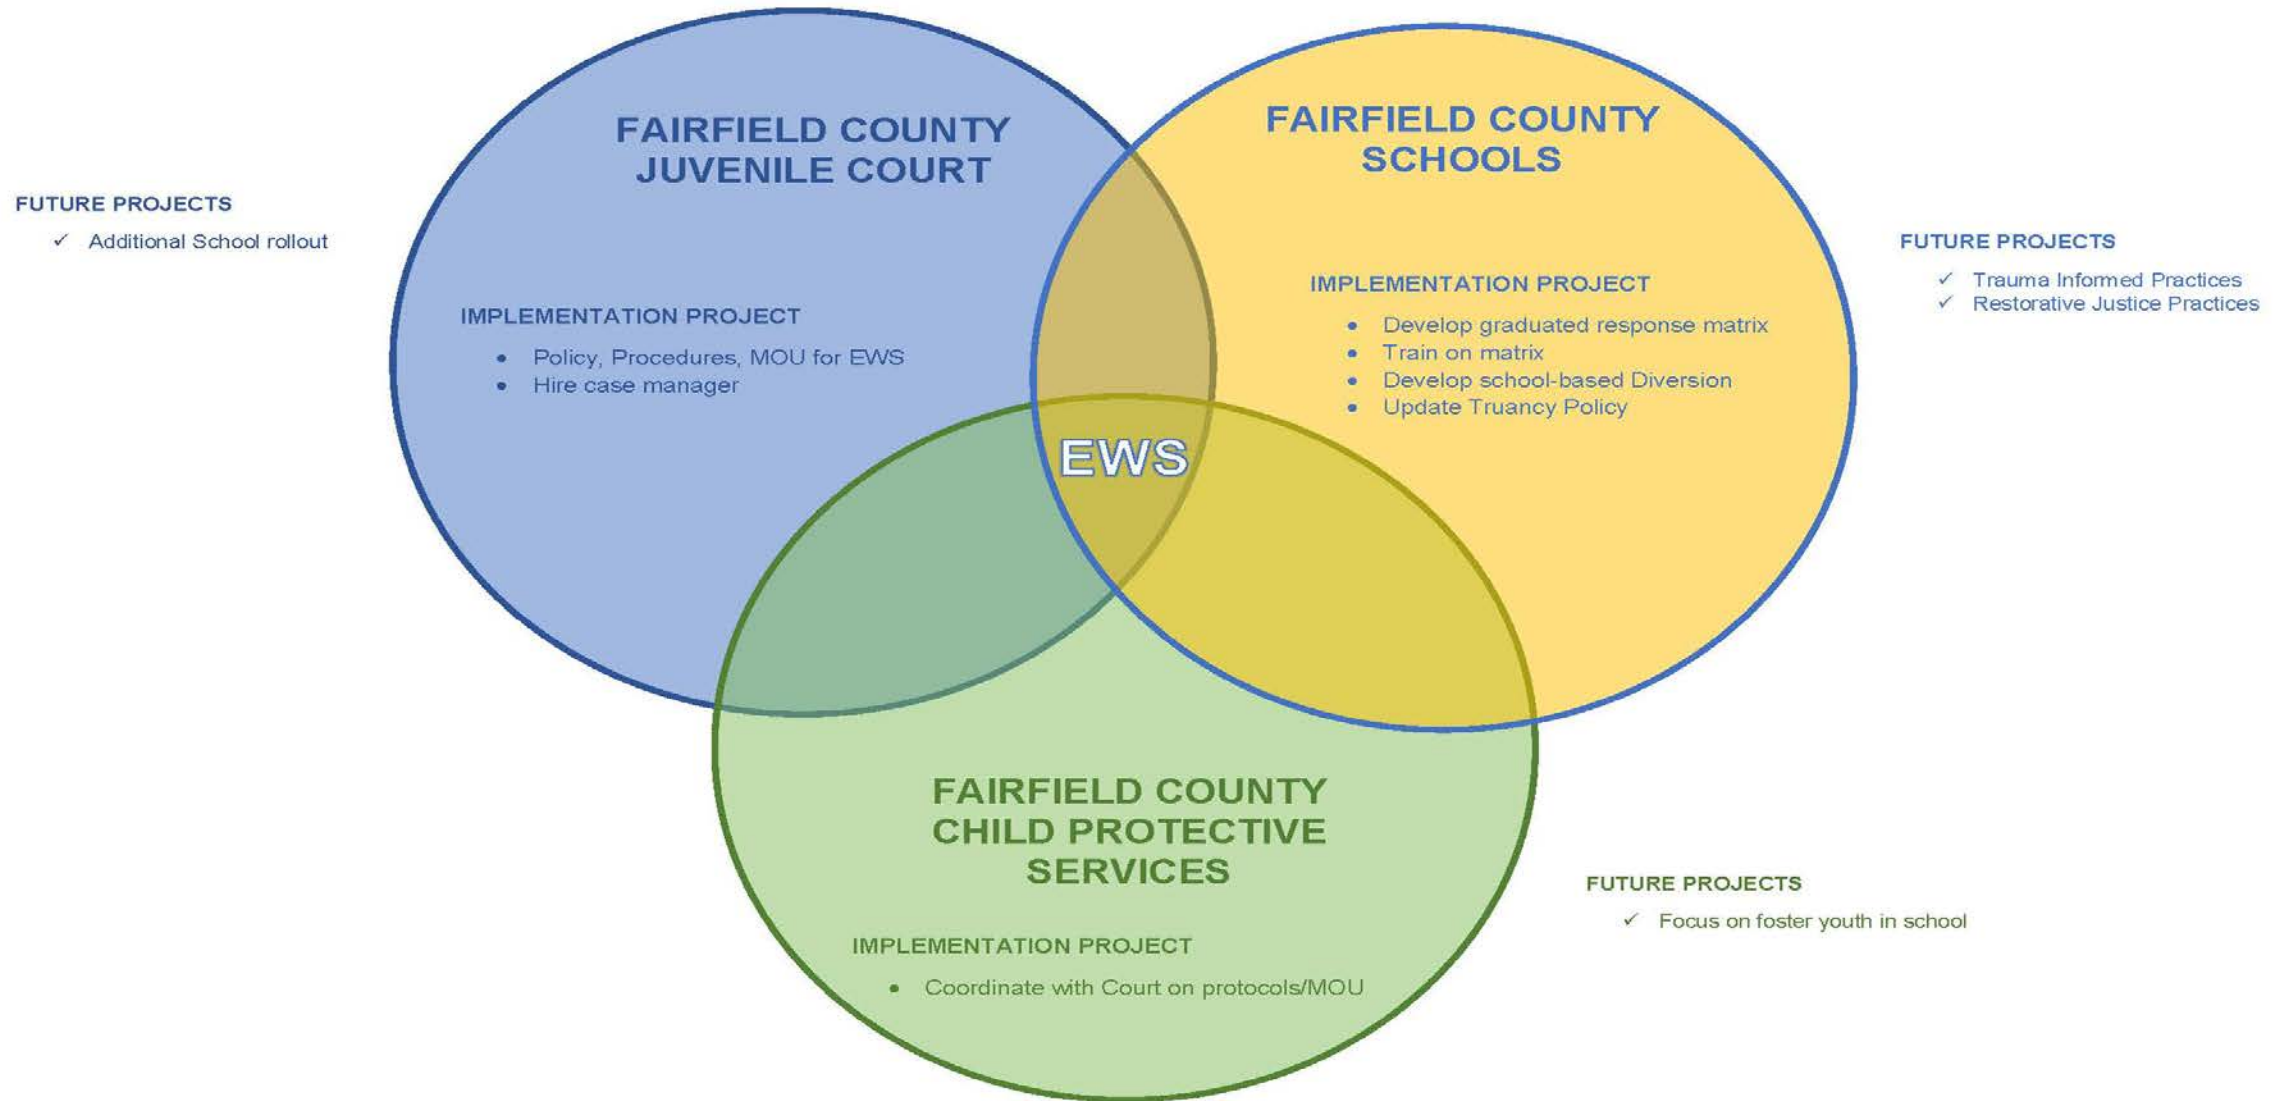 FAIRFIELD COUNTY
JUVENILE COURT
FUTURE PROJECTS
✓ Additional School rollout
IMPLEMENTATION PROJECT
• Policy, Procedures, MOU for EWS
• Hire case manager
FAIRFIELD COUNTY
SCHOOLS
IMPLEMENTATION PROJECT
• Develop graduated response matrix
• Train on matrix
• Develop school-based Diversion
• Update Truancy Policy
FUTURE PROJECTS
✓ Trauma Informed Practices
✓ Restorative Justice Practices
EWS
FAIRFIELD COUNTY
CHILD PROTECTIVE
SERVICES
IMPLEMENTATION PROJECT
• Coordinate with Court on protocols/MOU
FUTURE PROJECTS
✓ Focus on foster youth in school